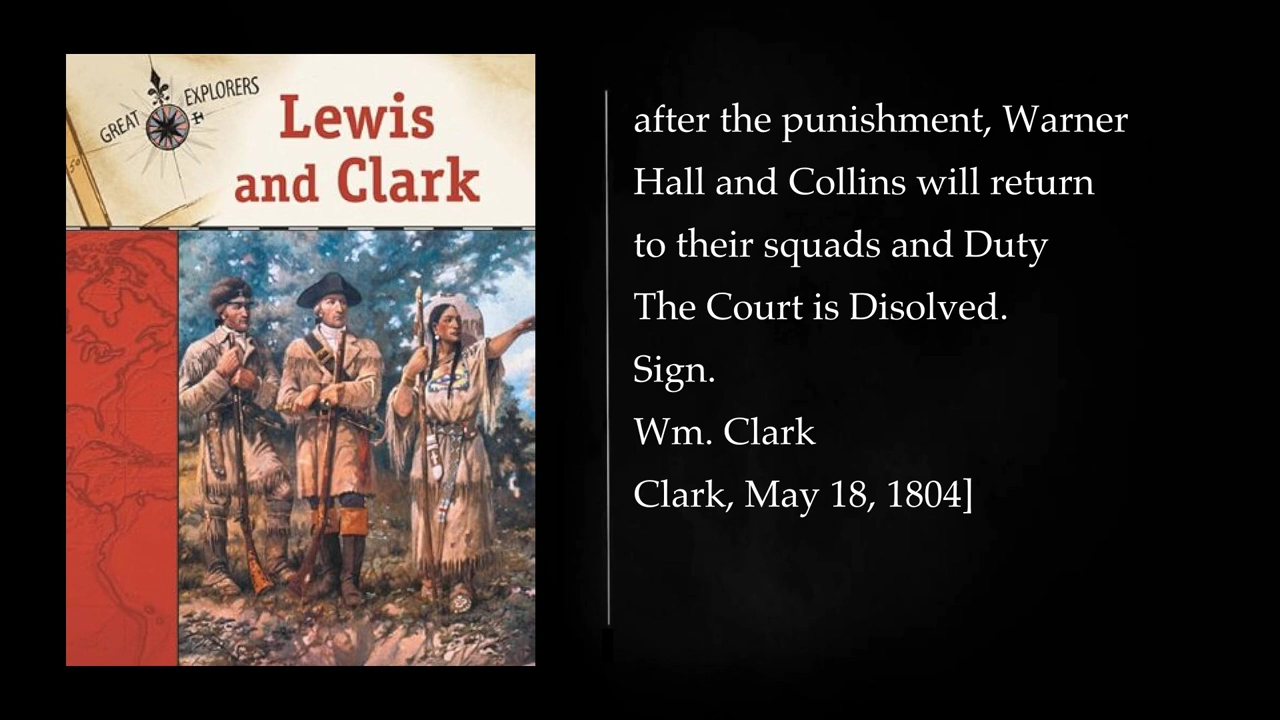 GREAT EXPLORERS
Lewis
and Clark
50
after the punishment, Warner
Hall and Collins will return
to their squads and Duty
The Court is Disolved.
Sign.
Wm. Clark
Clark, May 18, 1804]